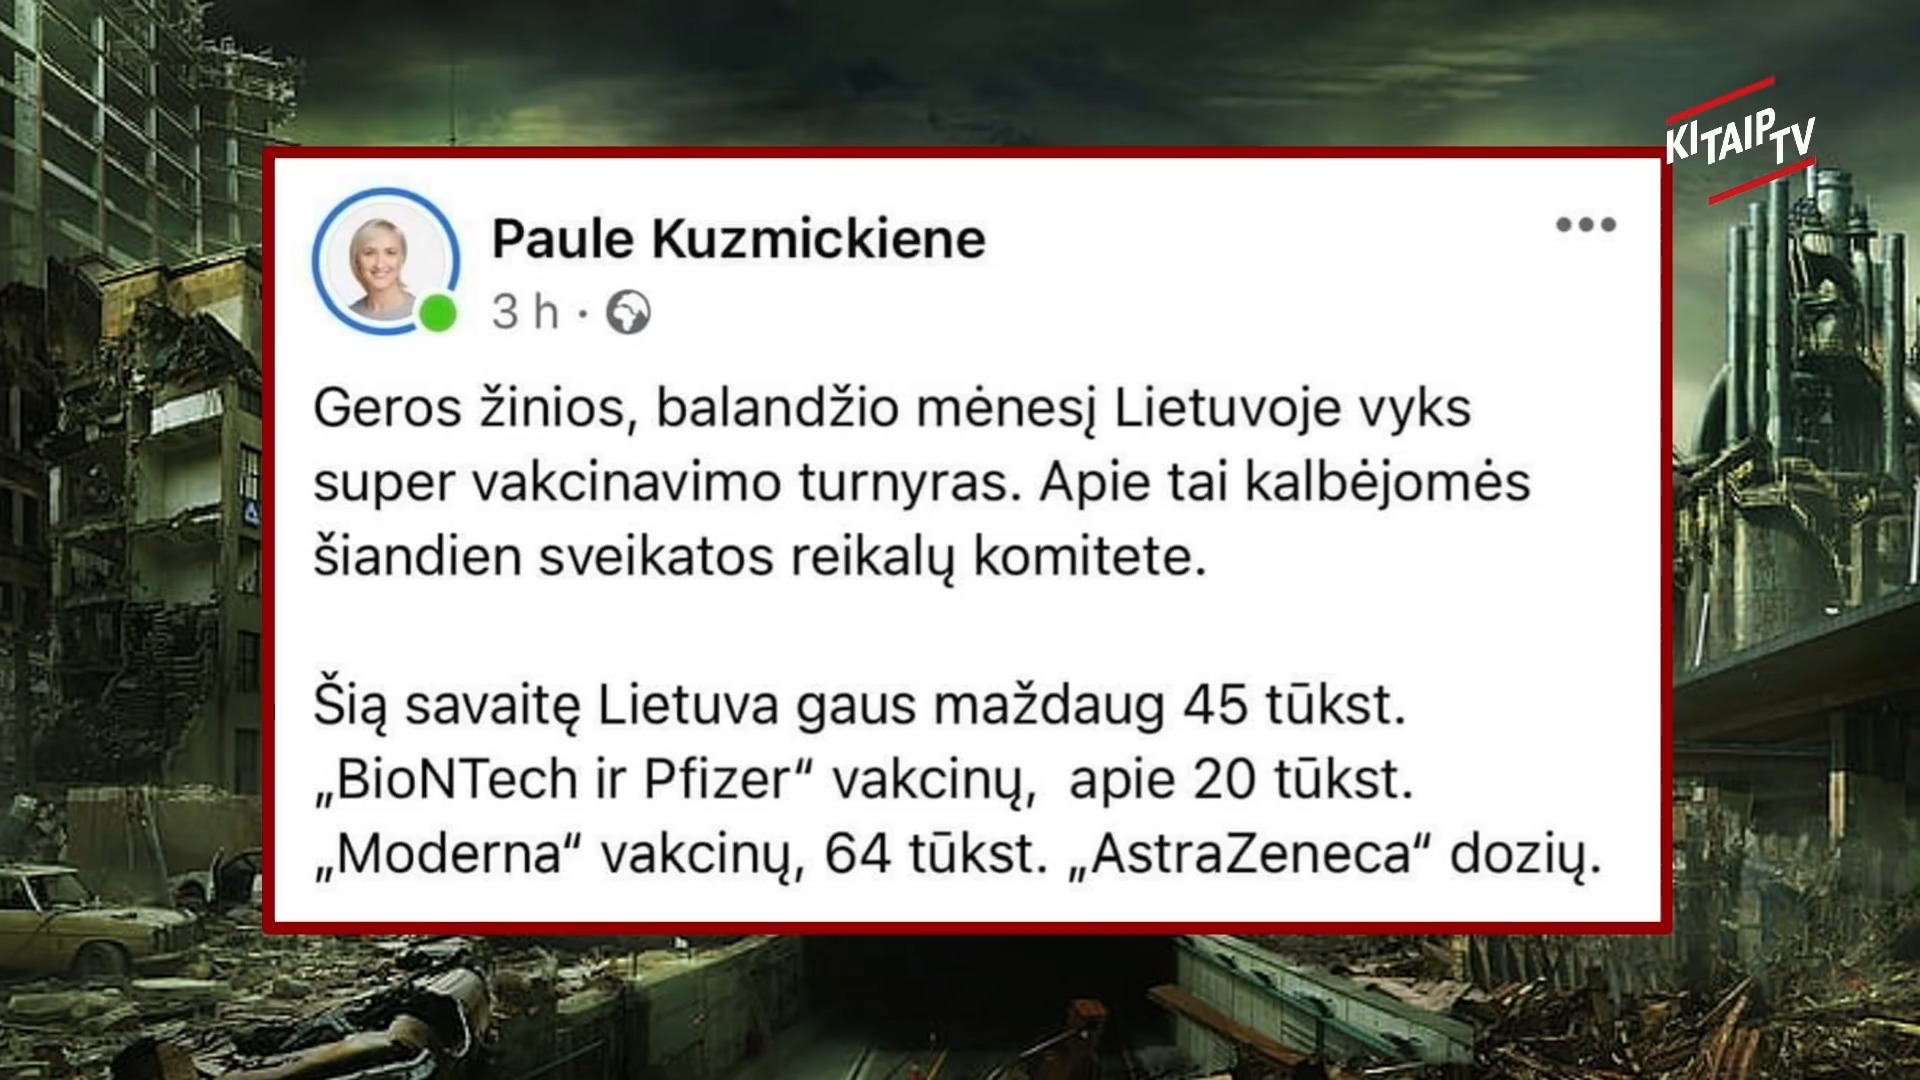 KITAIP TV
Paule Kuzmickiene
3 h ·
Geros žinios, balandžio mėnesį Lietuvoje vyks
super vakcinavimo turnyras. Apie tai kalbėjomės
šiandien sveikatos reikalų komitete.
Šią savaitę Lietuva gaus maždaug 45 tūkst.
„BioNTech ir Pfizer“ vakcinų,  apie 20 tūkst.
„Moderna“ vakcinų, 64 tūkst. „AstraZeneca“ dozių.